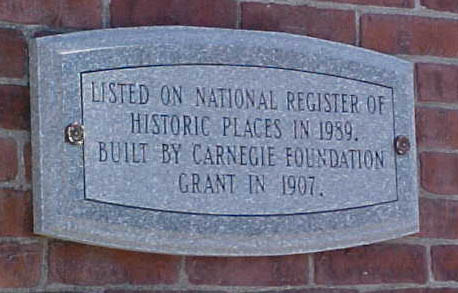 LISTED ON NATIONAL REGISTER OF
HISTORIC PLACES IN 1989.
BUILT BY CARNEGIE FOUNDATION
GRANT IN 1907.